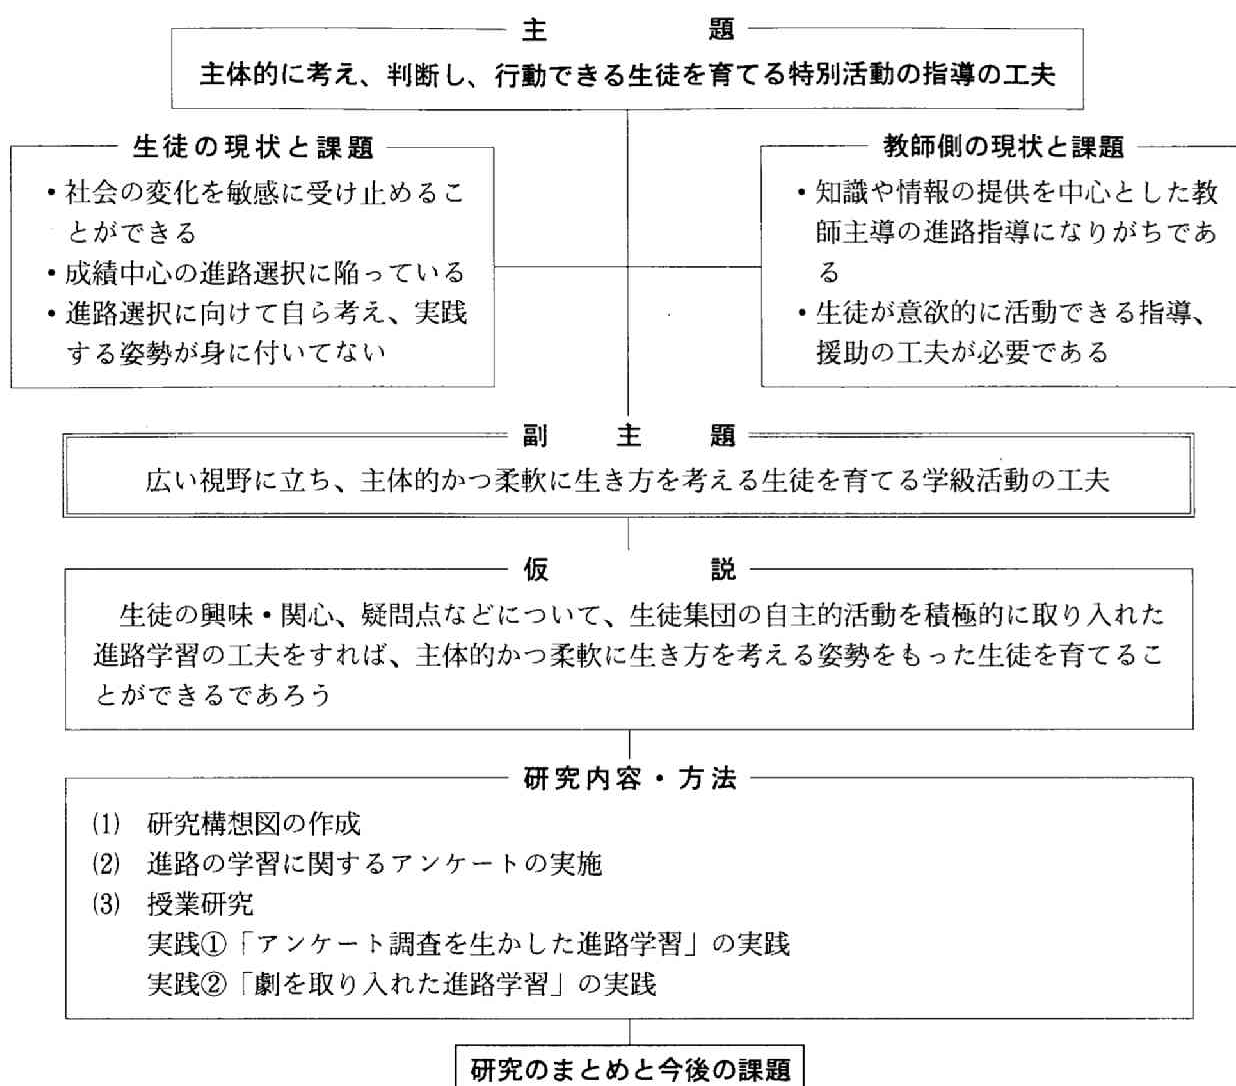 主題
主体的に考え、判断し、行動できる生徒を育てる特別活動の指導の工夫
生徒の現状と課題
・社会の変化を敏感に受け止めるこ
とができる
・成績中心の進路選択に陥っている
・進路選択に向けて自ら考え、実践
する姿勢が身に付いてない
教師側の現状と課題
・知識や情報の提供を中心とした教
師主導の進路指導になりがちであ
る
・生徒が意欲的に活動できる指導、
援助の工夫が必要である
副主題
広い視野に立ち、主体的かつ柔軟に生き方を考える生徒を育てる学級活動の工夫
仮説
生徒の興味・関心、疑問点などについて、生徒集団の自主的活動を積極的に取り入れた
進路学習の工夫をすれば、主体的かつ柔軟に生き方を考える姿勢をもった生徒を育てるこ
とができるであろう
研究内容・方法
⑴ 研究構想図の作成
⑵ 進路の学習に関するアンケートの実施
⑶ 授業研究
実践①「アンケート調査を生かした進路学習」の実践
実践②「劇を取り入れた進路学習」の実践
研究のまとめと今後の課題